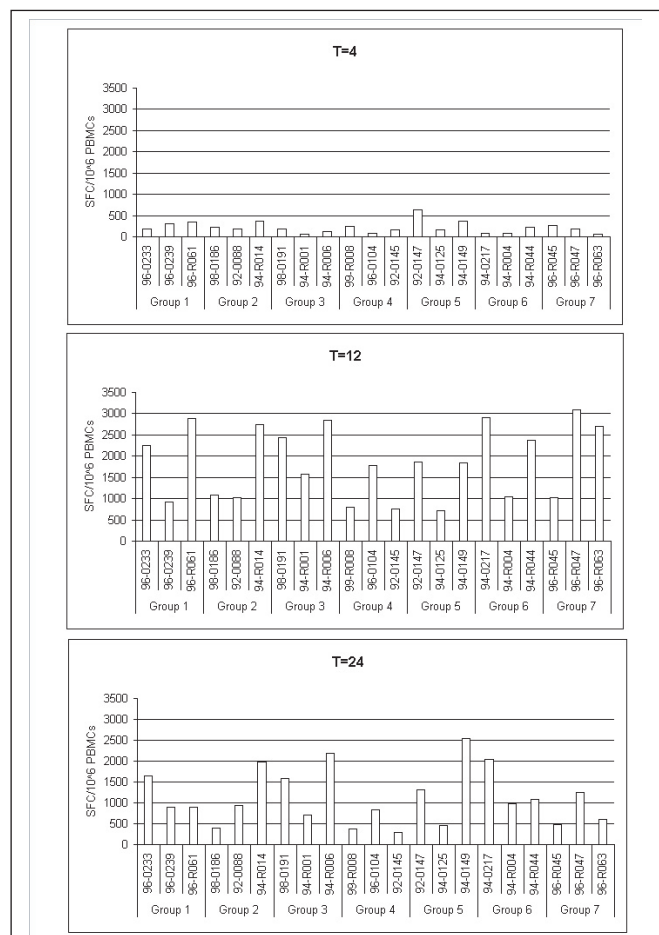 T=4
SFC/10^6 PBMCs
3500
3000
2500
2000
1500
1000
500
0
96-0233 96-0239 96-R061 98-0186 92-0088 94-R014 98-0191 94-R001 94-R006 99-R008 96-0104 92-0145 92-0147 94-0125 94-0149 94-0217 94-R004 94-R044 96-R045 96-R047 96-R063
Group 1 Group 2 Group 3 Group 4 Group 5 Group 6 Group 7
T=12
SFC/10^6 PBMCs
3500
3000
2500
2000
1500
1000
500
0
96-0233 96-0239 96-R061 98-0186 92-0088 94-R014 98-0191 94-R001 94-R006 99-R008 96-0104 92-0145 92-0147 94-0125 94-0149 94-0217 94-R004 94-R044 96-R045 96-R047 96-R063
Group 1 Group 2 Group 3 Group 4 Group 5 Group 6 Group 7
T=24
SFC/10^6 PBMCs
3500
3000
2500
2000
1500
1000
500
0
96-0233 96-0239 96-R061 98-0186 92-0088 94-R014 98-0191 94-R001 94-R006 99-R008 96-0104 92-0145 92-0147 94-0125 94-0149 94-0217 94-R004 94-R044 96-R045 96-R047 96-R063
Group 1 Group 2 Group 3 Group 4 Group 5 Group 6 Group 7